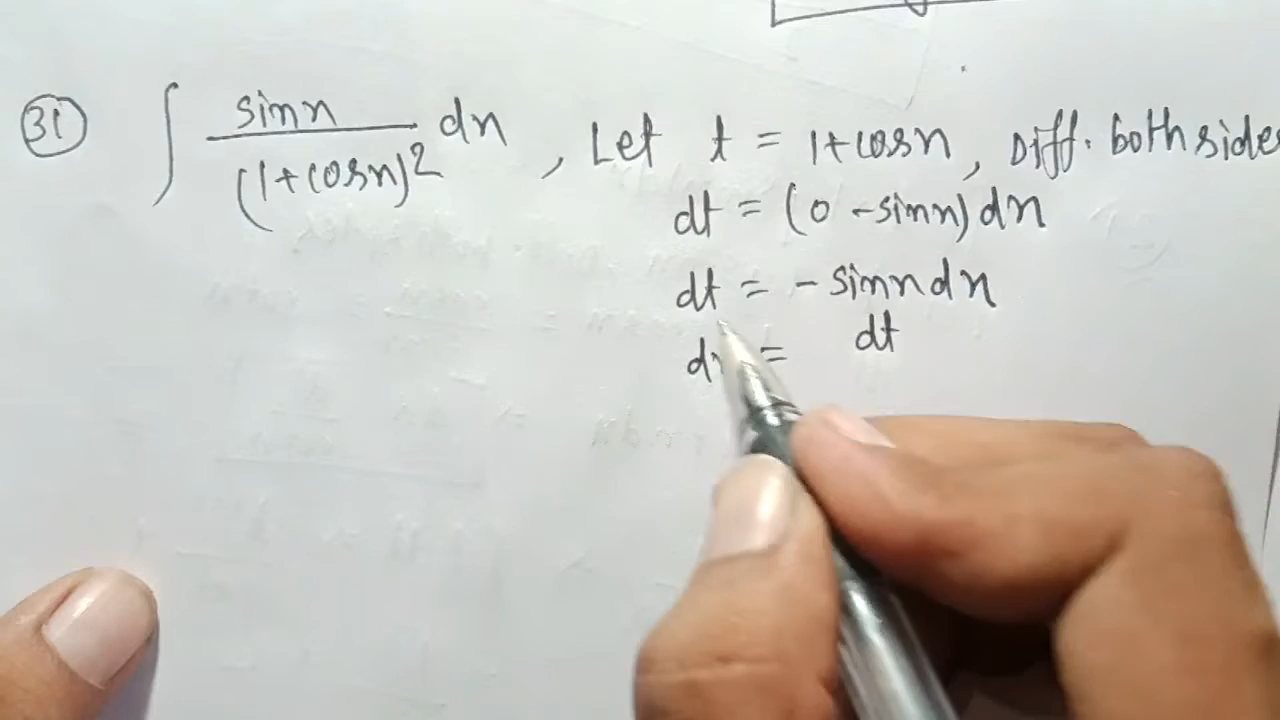 31 ∫ sinx / (1+cosx)² dx , Let t = 1+cosx , Diff. both sides
dt = (0 - sinx) dx
dt = - sinx dx
dx = dt